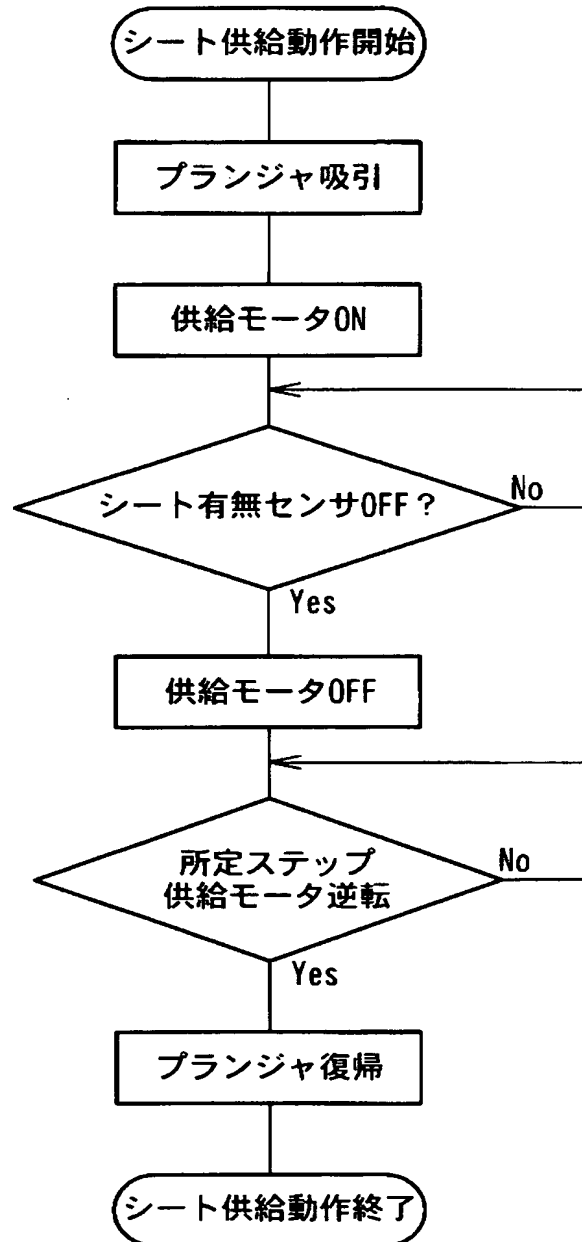 シート供給動作開始
プランジャ吸引
供給モータON
シート有無センサOFF？
No
Yes
供給モータOFF
所定ステップ
供給モータ逆転
No
Yes
プランジャ復帰
シート供給動作終了